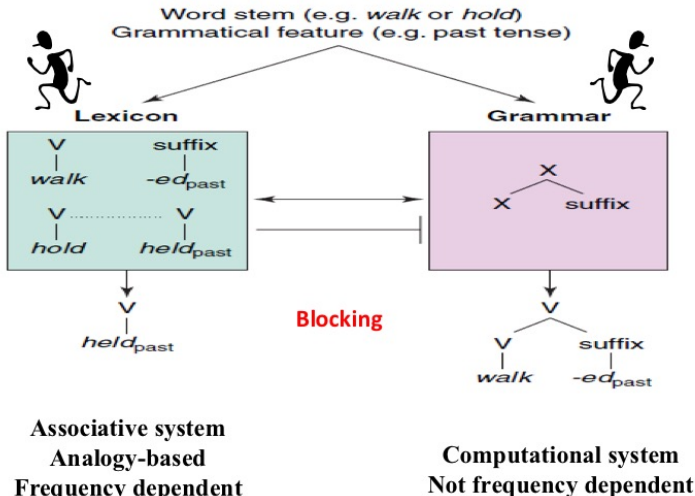 Word stem (e.g. walk or hold)
Grammatical feature (e.g. past tense)
Lexicon
Grammar
V suffix
walk -edpast
V V
hold heldpast
X
X suffix
V
heldpast
Blocking
V
V suffix
walk -edpast
Associative system
Analogy-based
Frequency dependent
Computational system
Not frequency dependent